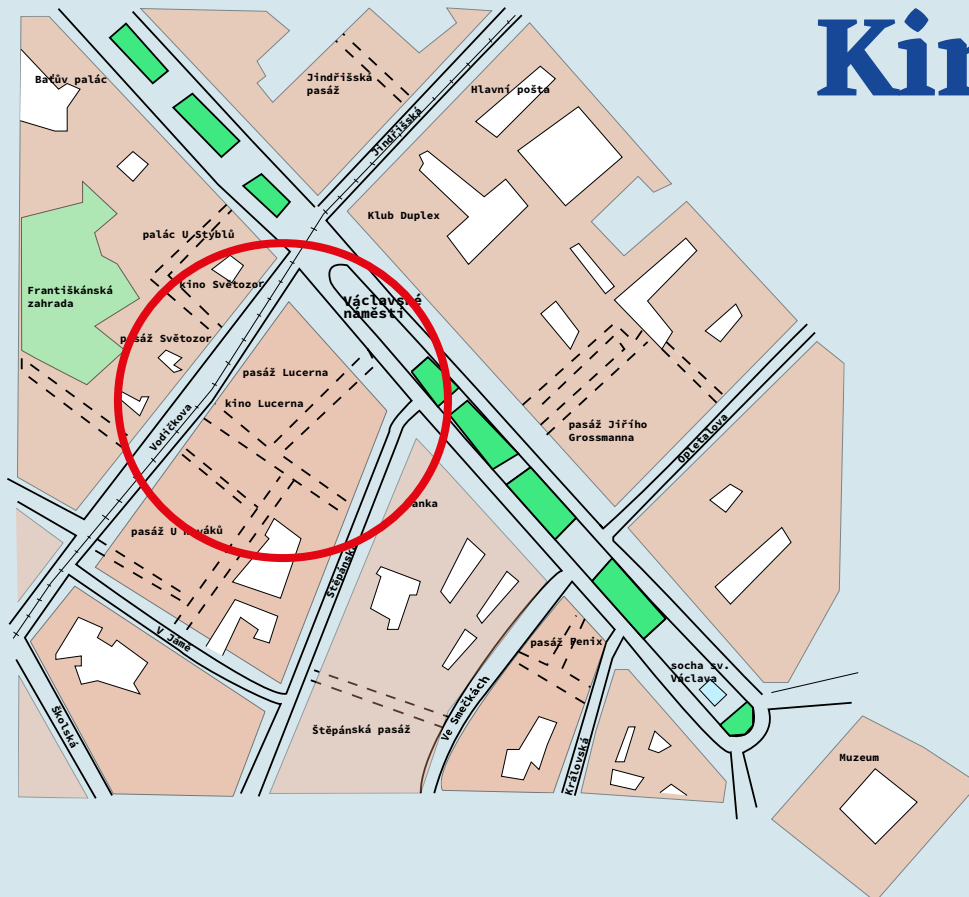 Kin
Baťův palác
Jindřišská
pasáž
Hlavní pošta
Jindřišská
Klub Duplex
palác U Stýblů
kino Světozor
Františkánská
zahrada
Václavské
náměstí
pasáž Světozor
pasáž Lucerna
kino Lucerna
Vodičkova
pasáž Jiřího
Grossmanna
Opletalova
pasáž U Nováků
Štěpánská
V Jámě
pasáž Fenix
socha sv.
Václava
Ve Smečkách
Školská
Štěpánská pasáž
Královská
Muzeum